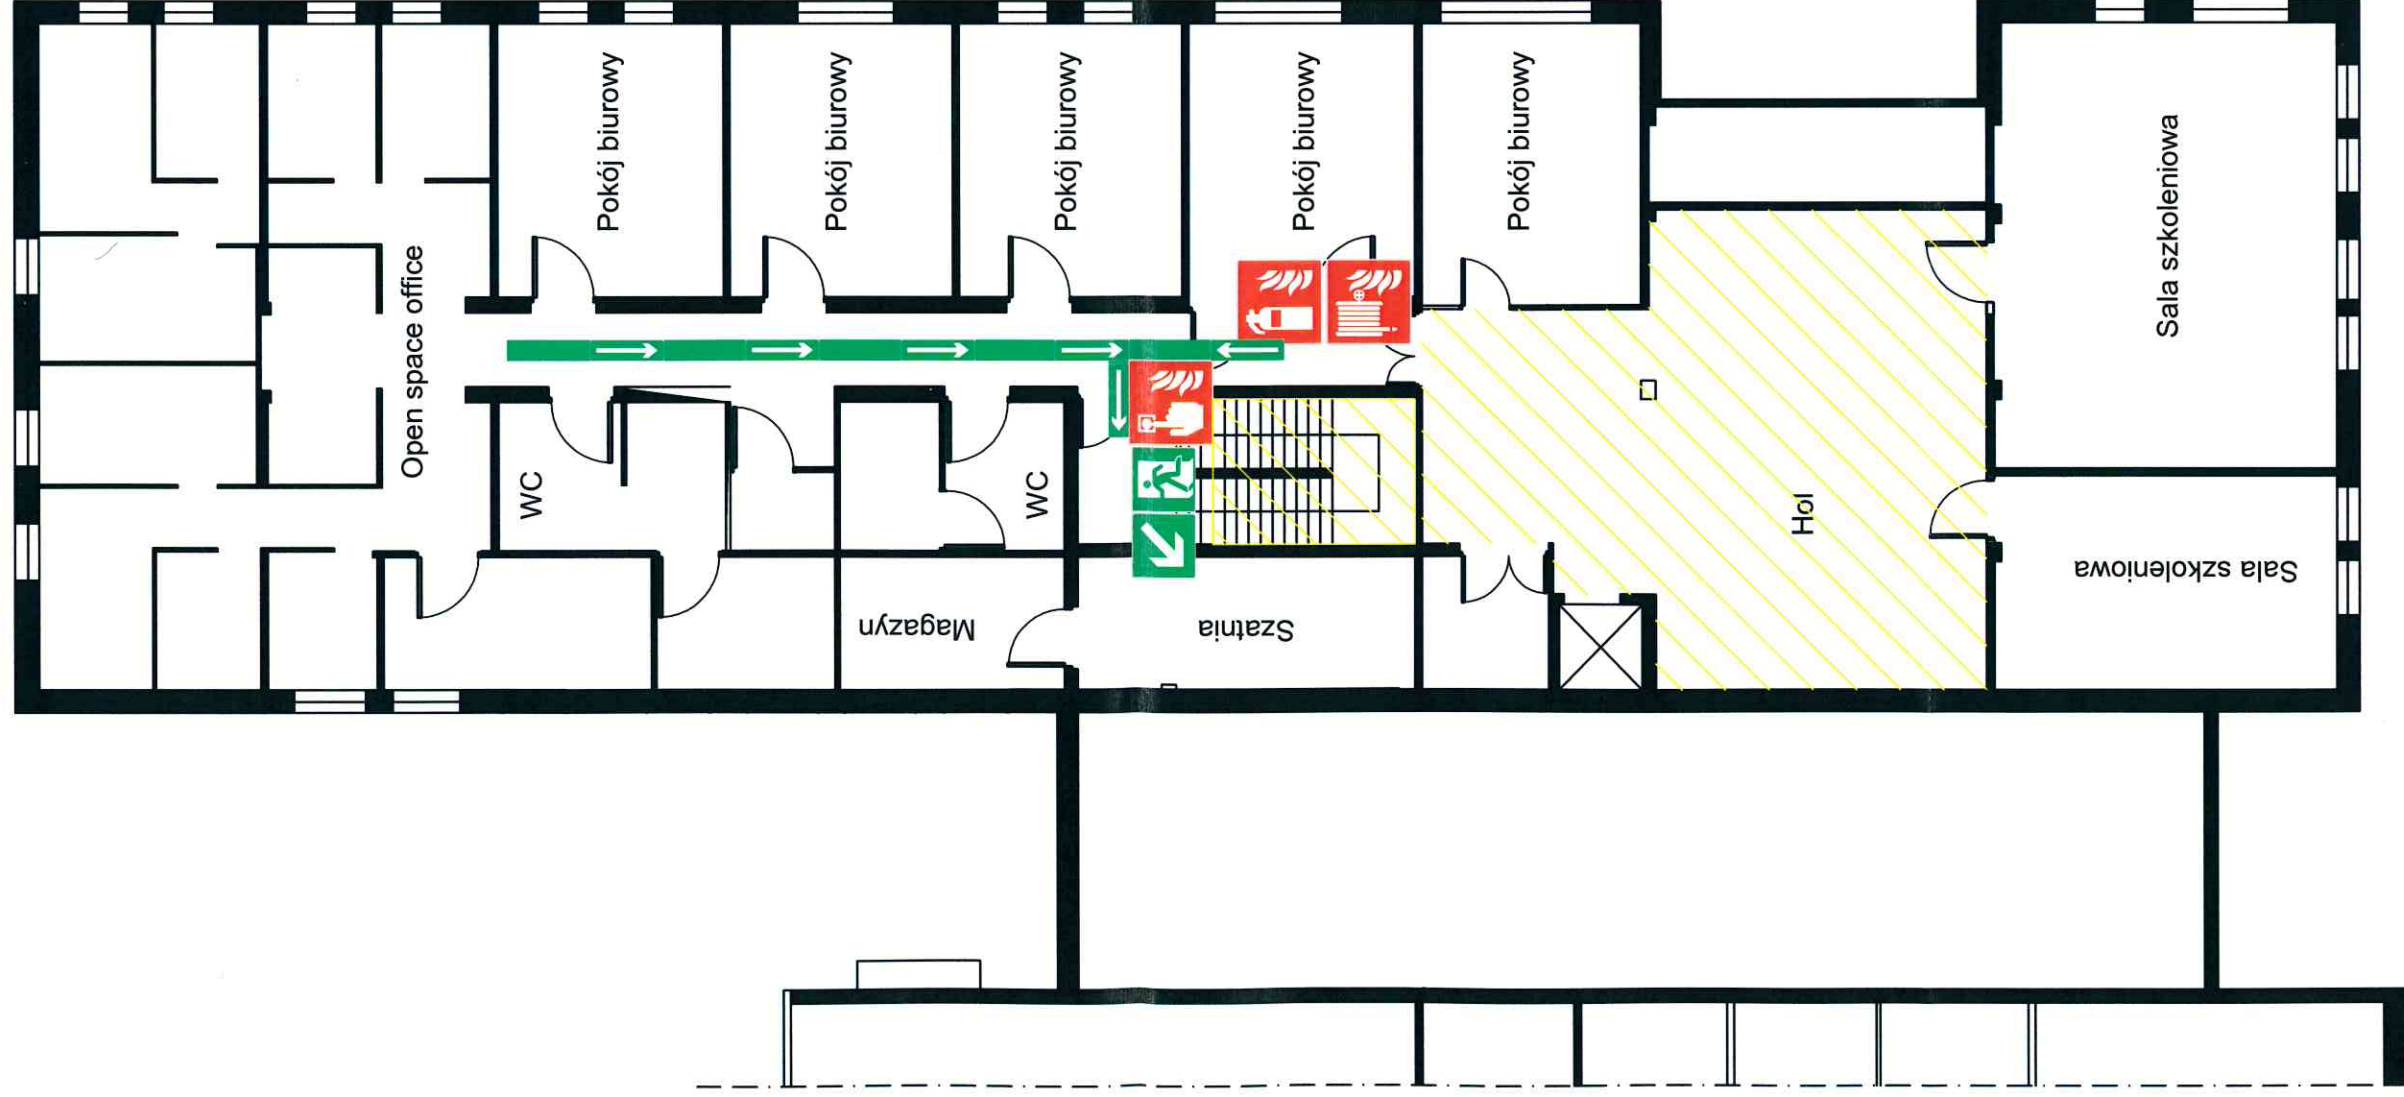 Pokój biurowy
Pokój biurowy
Pokój biurowy
Pokój biurowy
Pokój biurowy
Sala szkoleniowa
Open space office
WC
WC
Hol
Sala szkoleniowa
Magazyn
Szatnia